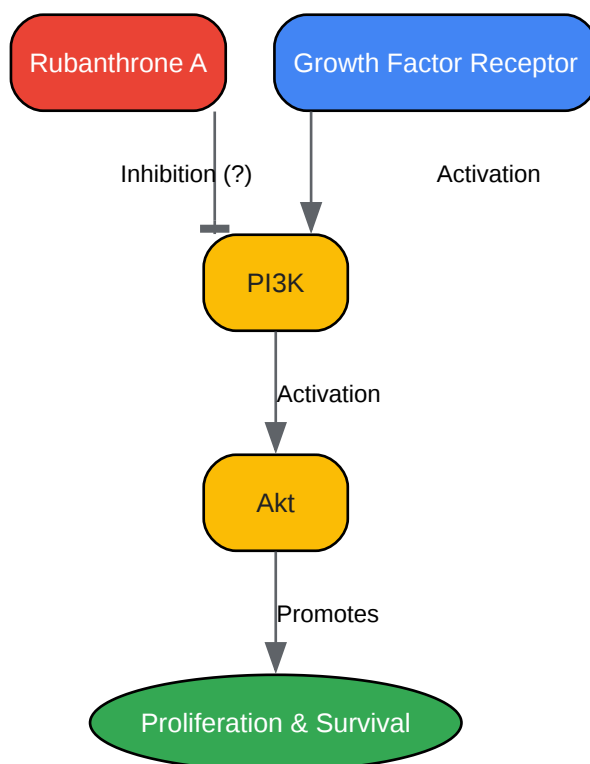 Rubanthrone A
Growth Factor Receptor
Inhibition (?)
Activation
PI3K
Activation
Akt
Promotes
Proliferation & Survival